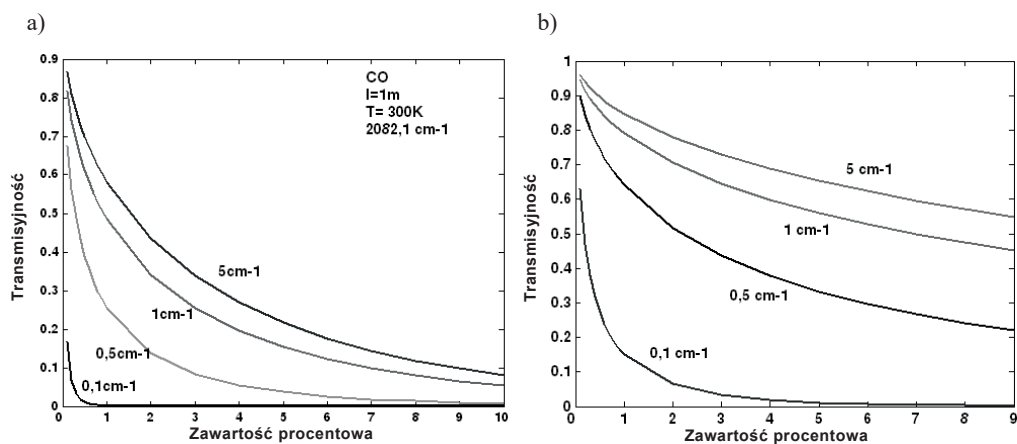 a)
0.9
0.8
0.7
0.6
0.5
0.4
0.3
0.2
0.1
0
Transmisyjność
CO
l=1m
T= 300K
2082,1 cm-1
5cm-1
1cm-1
0,5cm-1
0,1cm-1
0 1 2 3 4 5 6 7 8 9 10
Zawartość procentowa
b)
1
0.9
0.8
0.7
0.6
0.5
0.4
0.3
0.2
0.1
0
Transmisyjność
5 cm-1
1 cm-1
0,5 cm-1
0,1 cm-1
0 1 2 3 4 5 6 7 8 9
Zawartość procentowa